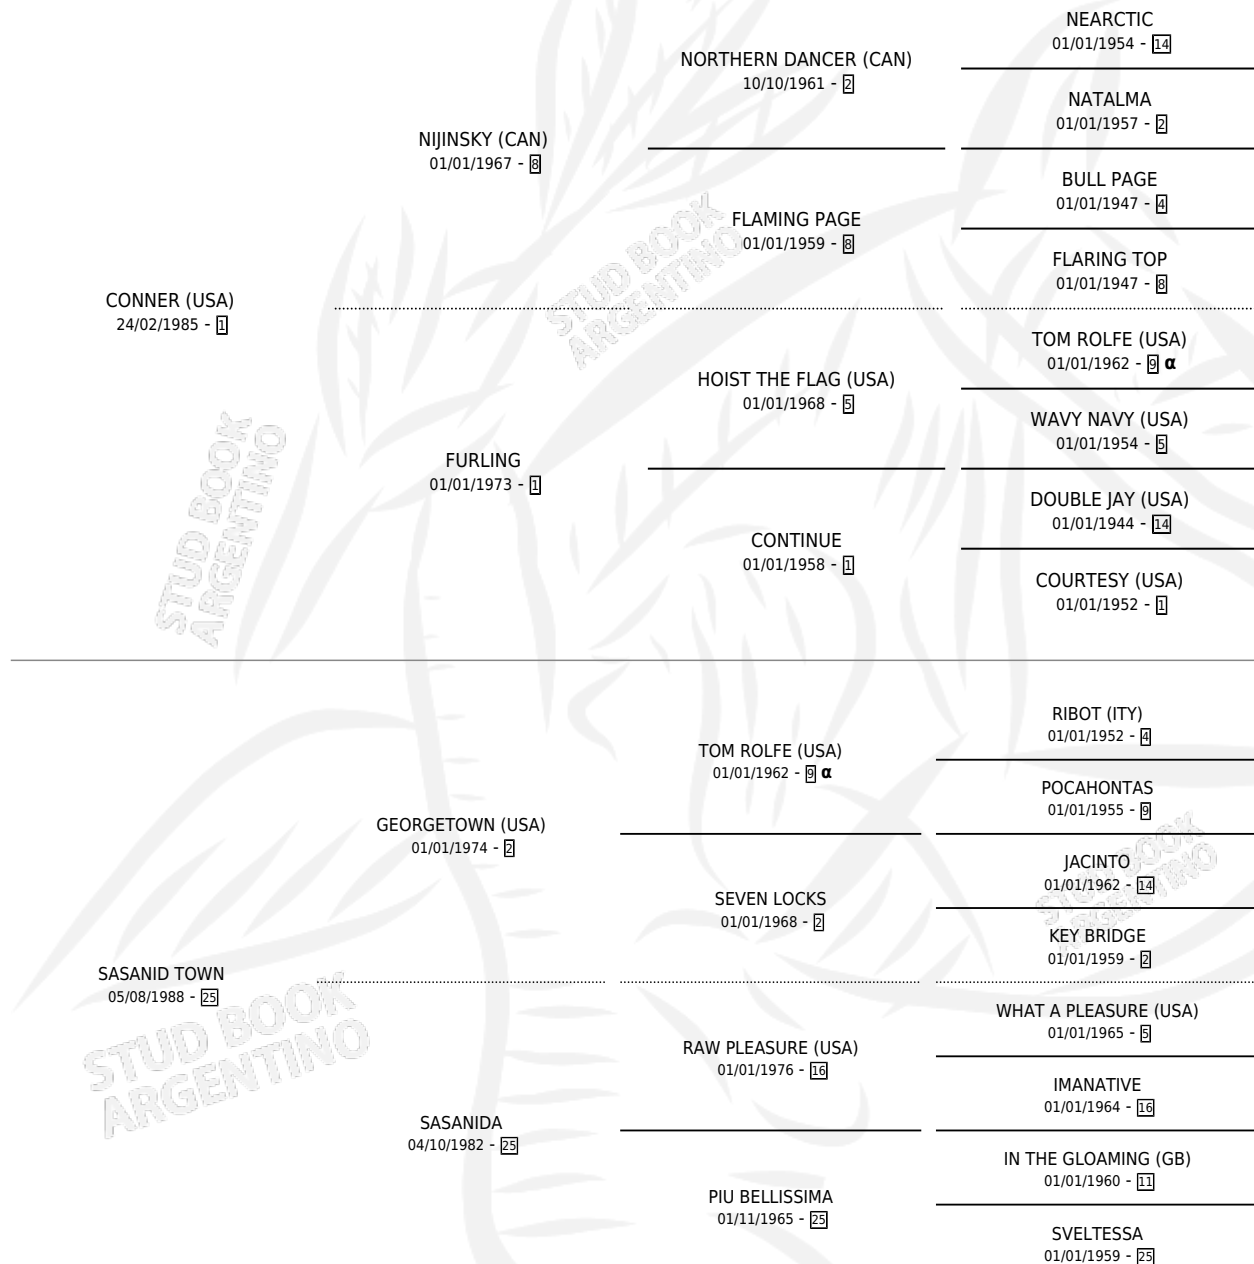 NEARCTIC
01/01/1954 - 14
NORTHERN DANCER (CAN)
10/10/1961 - 2
NATALMA
01/01/1957 - 2
NIJINSKY (CAN)
01/01/1967 - 8
BULL PAGE
01/01/1947 - 4
FLAMING PAGE
01/01/1959 - 8
FLARING TOP
01/01/1947 - 8
STUD BOOK
ARGENTINO
CONNER (USA)
24/02/1985 - 1
TOM ROLFE (USA)
01/01/1962 - 9 α
HOIST THE FLAG (USA)
01/01/1968 - 5
WAVY NAVY (USA)
01/01/1954 - 5
FURLING
01/01/1973 - 1
DOUBLE JAY (USA)
01/01/1944 - 14
CONTINUE
01/01/1958 - 1
COURTESY (USA)
01/01/1952 - 1
STUD BOOK
ARGENTINO
RIBOT (ITY)
01/01/1952 - 4
TOM ROLFE (USA)
01/01/1962 - 9 α
POCAHONTAS
01/01/1955 - 9
GEORGETOWN (USA)
01/01/1974 - 2
JACINTO
01/01/1962 - 14
SEVEN LOCKS
01/01/1968 - 2
KEY BRIDGE
01/01/1959 - 2
STUD BOOK
ARGENTINO
SASANID TOWN
05/08/1988 - 25
WHAT A PLEASURE (USA)
01/01/1965 - 5
RAW PLEASURE (USA)
01/01/1976 - 16
IMANATIVE
01/01/1964 - 16
STUD BOOK
ARGENTINO
SASANIDA
04/10/1982 - 25
IN THE GLOAMING (GB)
01/01/1960 - 11
PIU BELLISSIMA
01/11/1965 - 25
SVELTESSA
01/01/1959 - 25